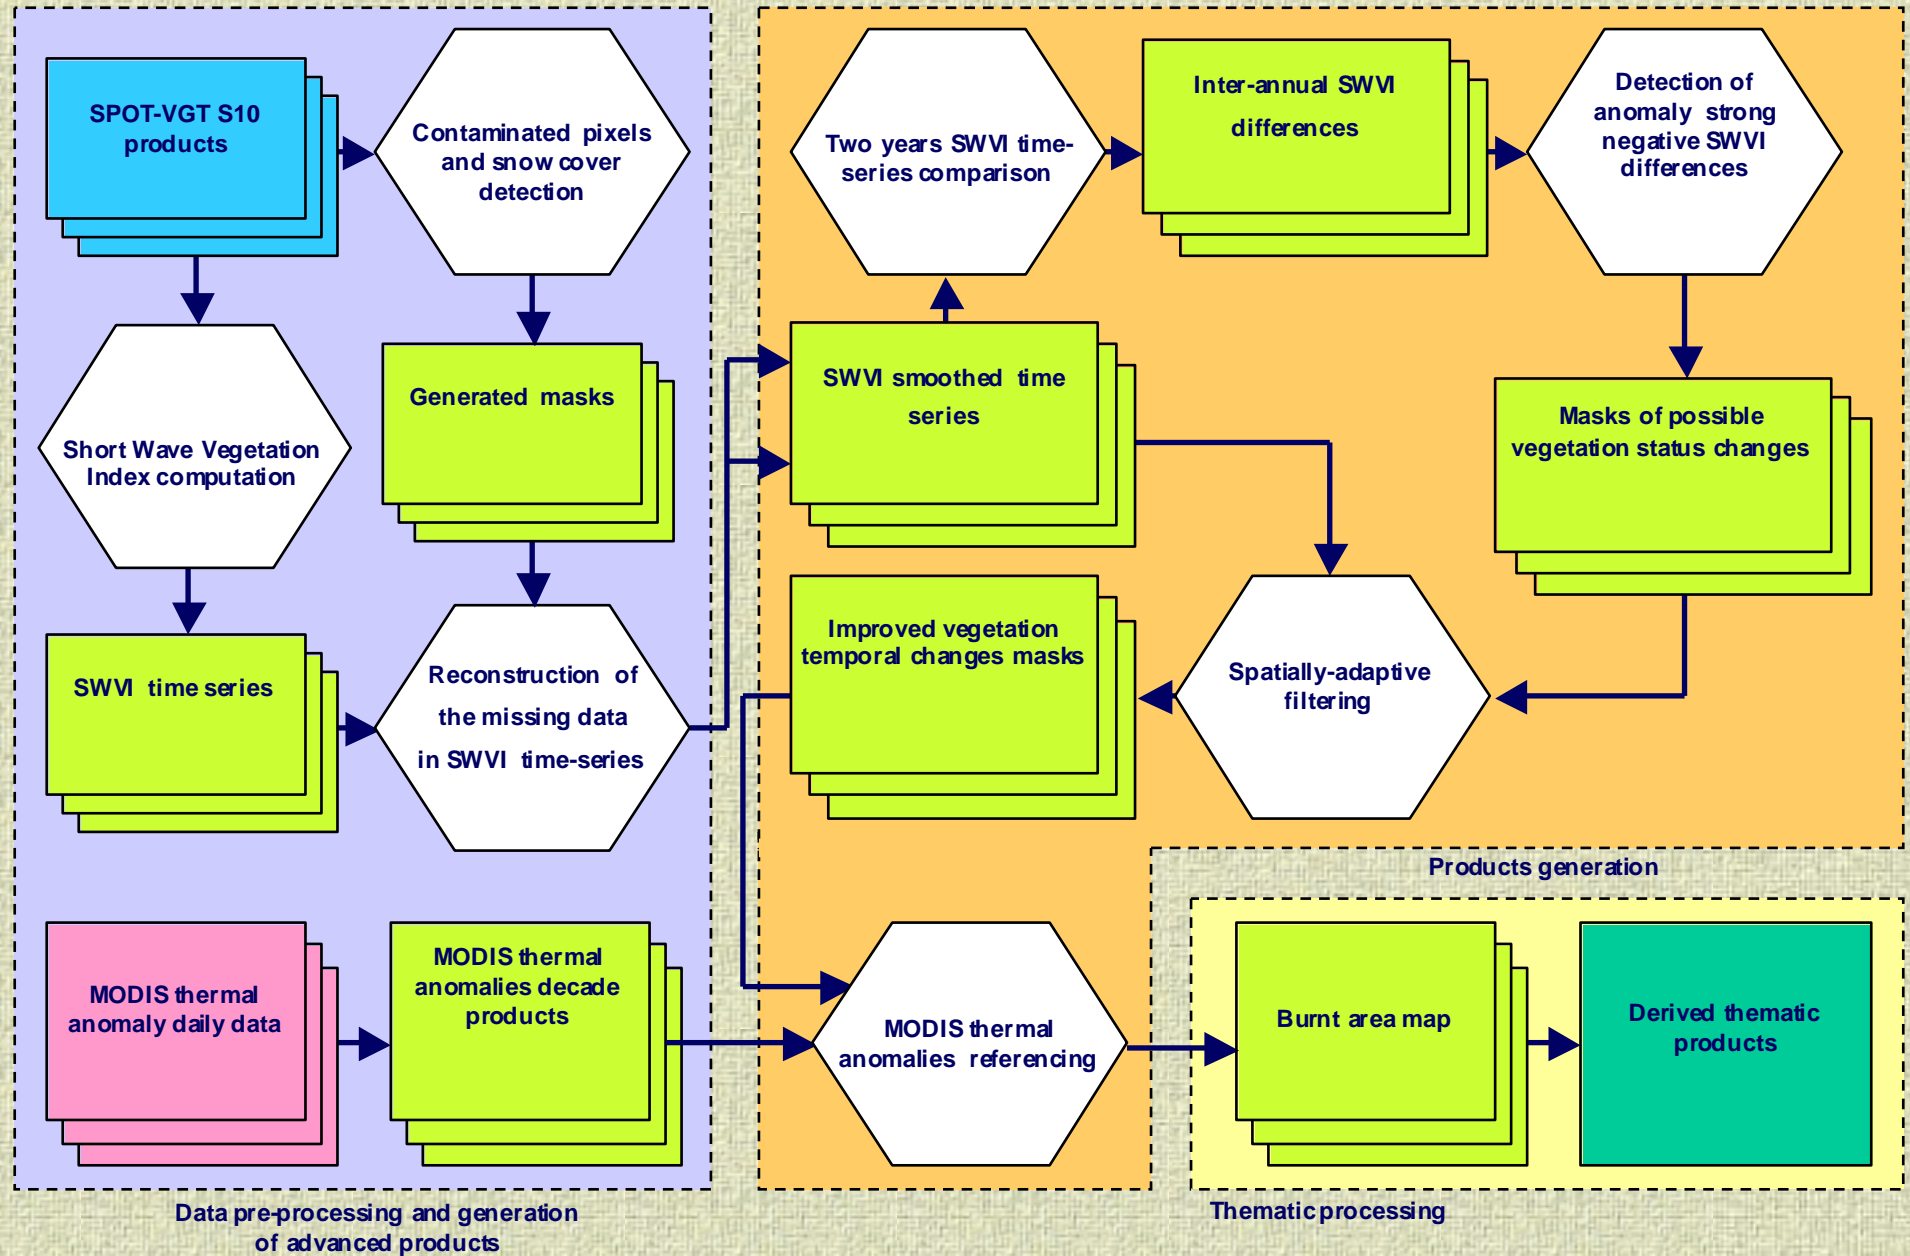 SPOT-VGT S10
products
Contaminated pixels
and snow cover
detection
Short Wave Vegetation
Index computation
Generated masks
SWVI time series
Reconstruction of
the missing data
in SWVI time-series
MODIS thermal
anomaly daily data
MODIS thermal
anomalies decade
products
Data pre-processing and generation
of advanced products
Two years SWVI time-
series comparison
Inter-annual SWVI
differences
Detection of
anomaly strong
negative SWVI
differences
SWVI smoothed time
series
Masks of possible
vegetation status changes
Improved vegetation
temporal changes masks
Spatially-adaptive
filtering
MODIS thermal
anomalies referencing
Products generation
Burnt area map
Derived thematic
products
Thematic processing